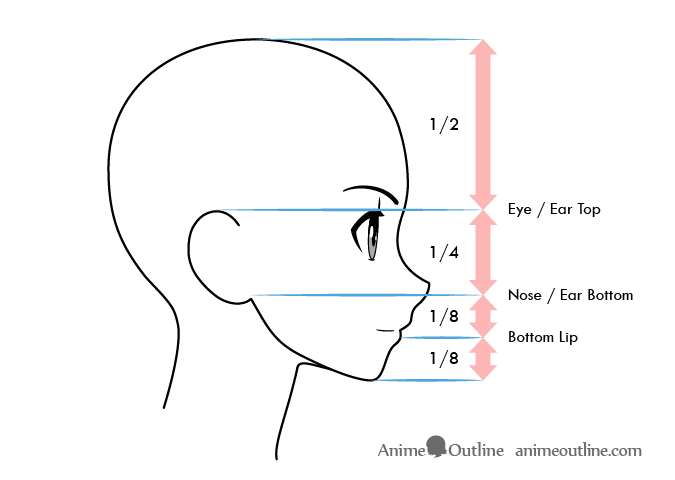 1/2
Eye / Ear Top
1/4
Nose / Ear Bottom
1/8
Bottom Lip
1/8
Anime Outline animeoutline.com